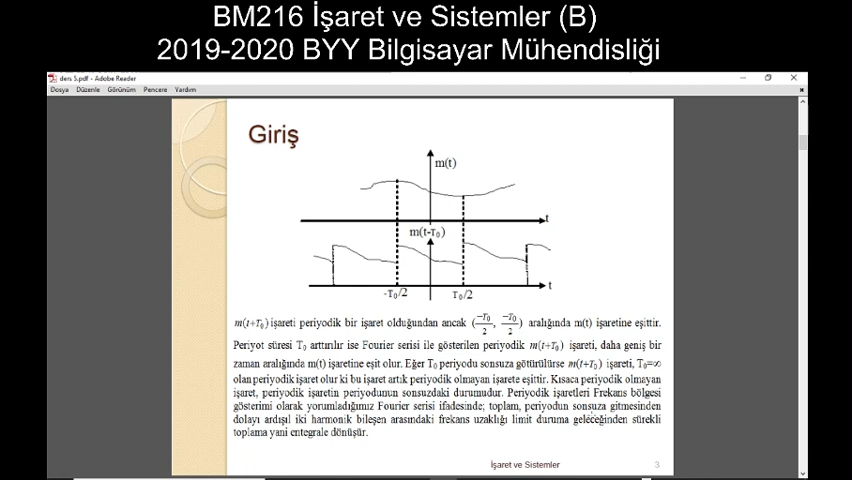 BM216 İşaret ve Sistemler (B)
2019-2020 BYY Bilgisayar Mühendisliği
ders 5.pdf - Adobe Reader
Dosya Düzenle Görünüm Pencere Yardım
Giriş
m(t)
t
m(t-T₀)
t
-T₀/2 T₀/2
m(t+T₀) işareti periyodik bir işaret olduğundan ancak (-T₀/2, -T₀/2) aralığında m(t) işaretine eşittir.
Periyot süresi T₀ arttırılır ise Fourier serisi ile gösterilen periyodik m(t+T₀) işareti, daha geniş bir
zaman aralığında m(t) işaretine eşit olur. Eğer T₀ periyodu sonsuza götürülürse m(t+T₀) işareti, T₀=∞
olan periyodik işaret olur ki bu işaret artık periyodik olmayan işarete eşittir. Kısaca periyodik olmayan
işaret, periyodik işaretin periyodunun sonsuzdaki durumudur. Periyodik işaretleri Frekans bölgesi
gösterimi olarak yorumladığımız Fourier serisi ifadesinde; toplam, periyodun sonsuza gitmesinden
dolayı ardışıl iki harmonik bileşen arasındaki frekans uzaklığı limit duruma geleceğinden sürekli
toplama yani entegrale dönüşür.
İşaret ve Sistemler 3